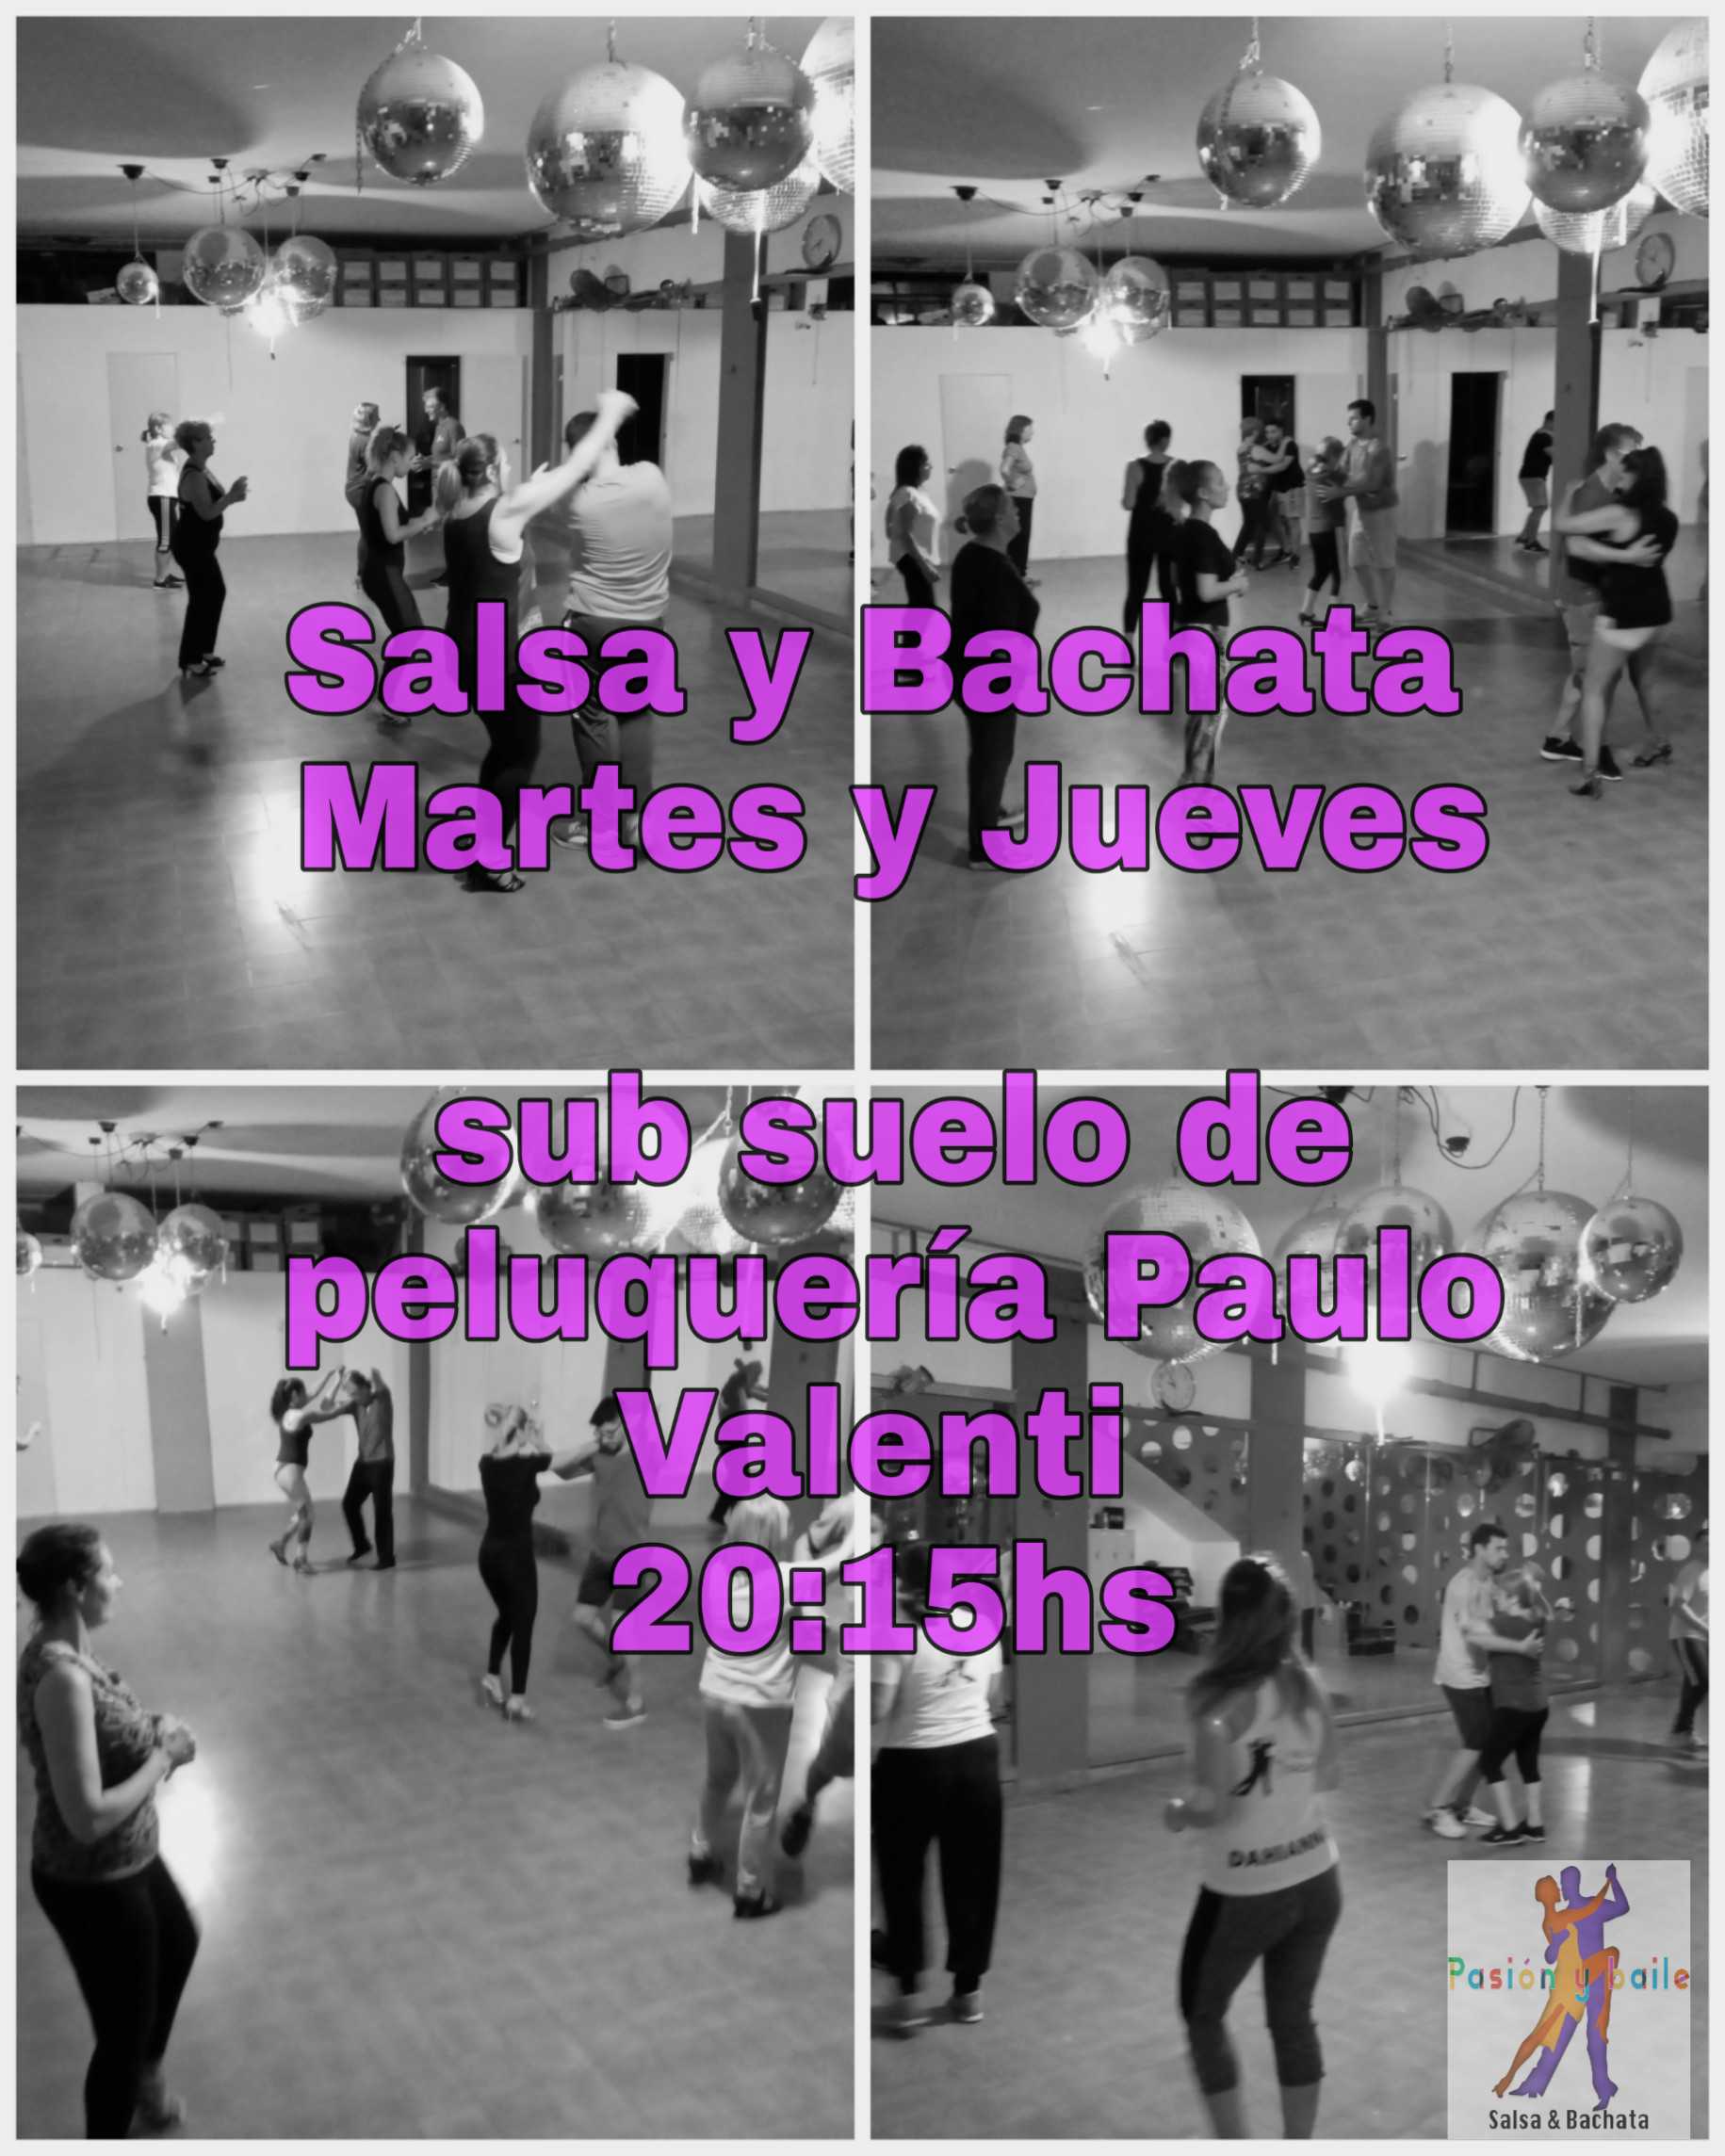 Salsa y Bachata
Martes y Jueves
sub suelo de
peluquería Paulo
Valenti
20:15hs
Pasión y baile
Salsa & Bachata